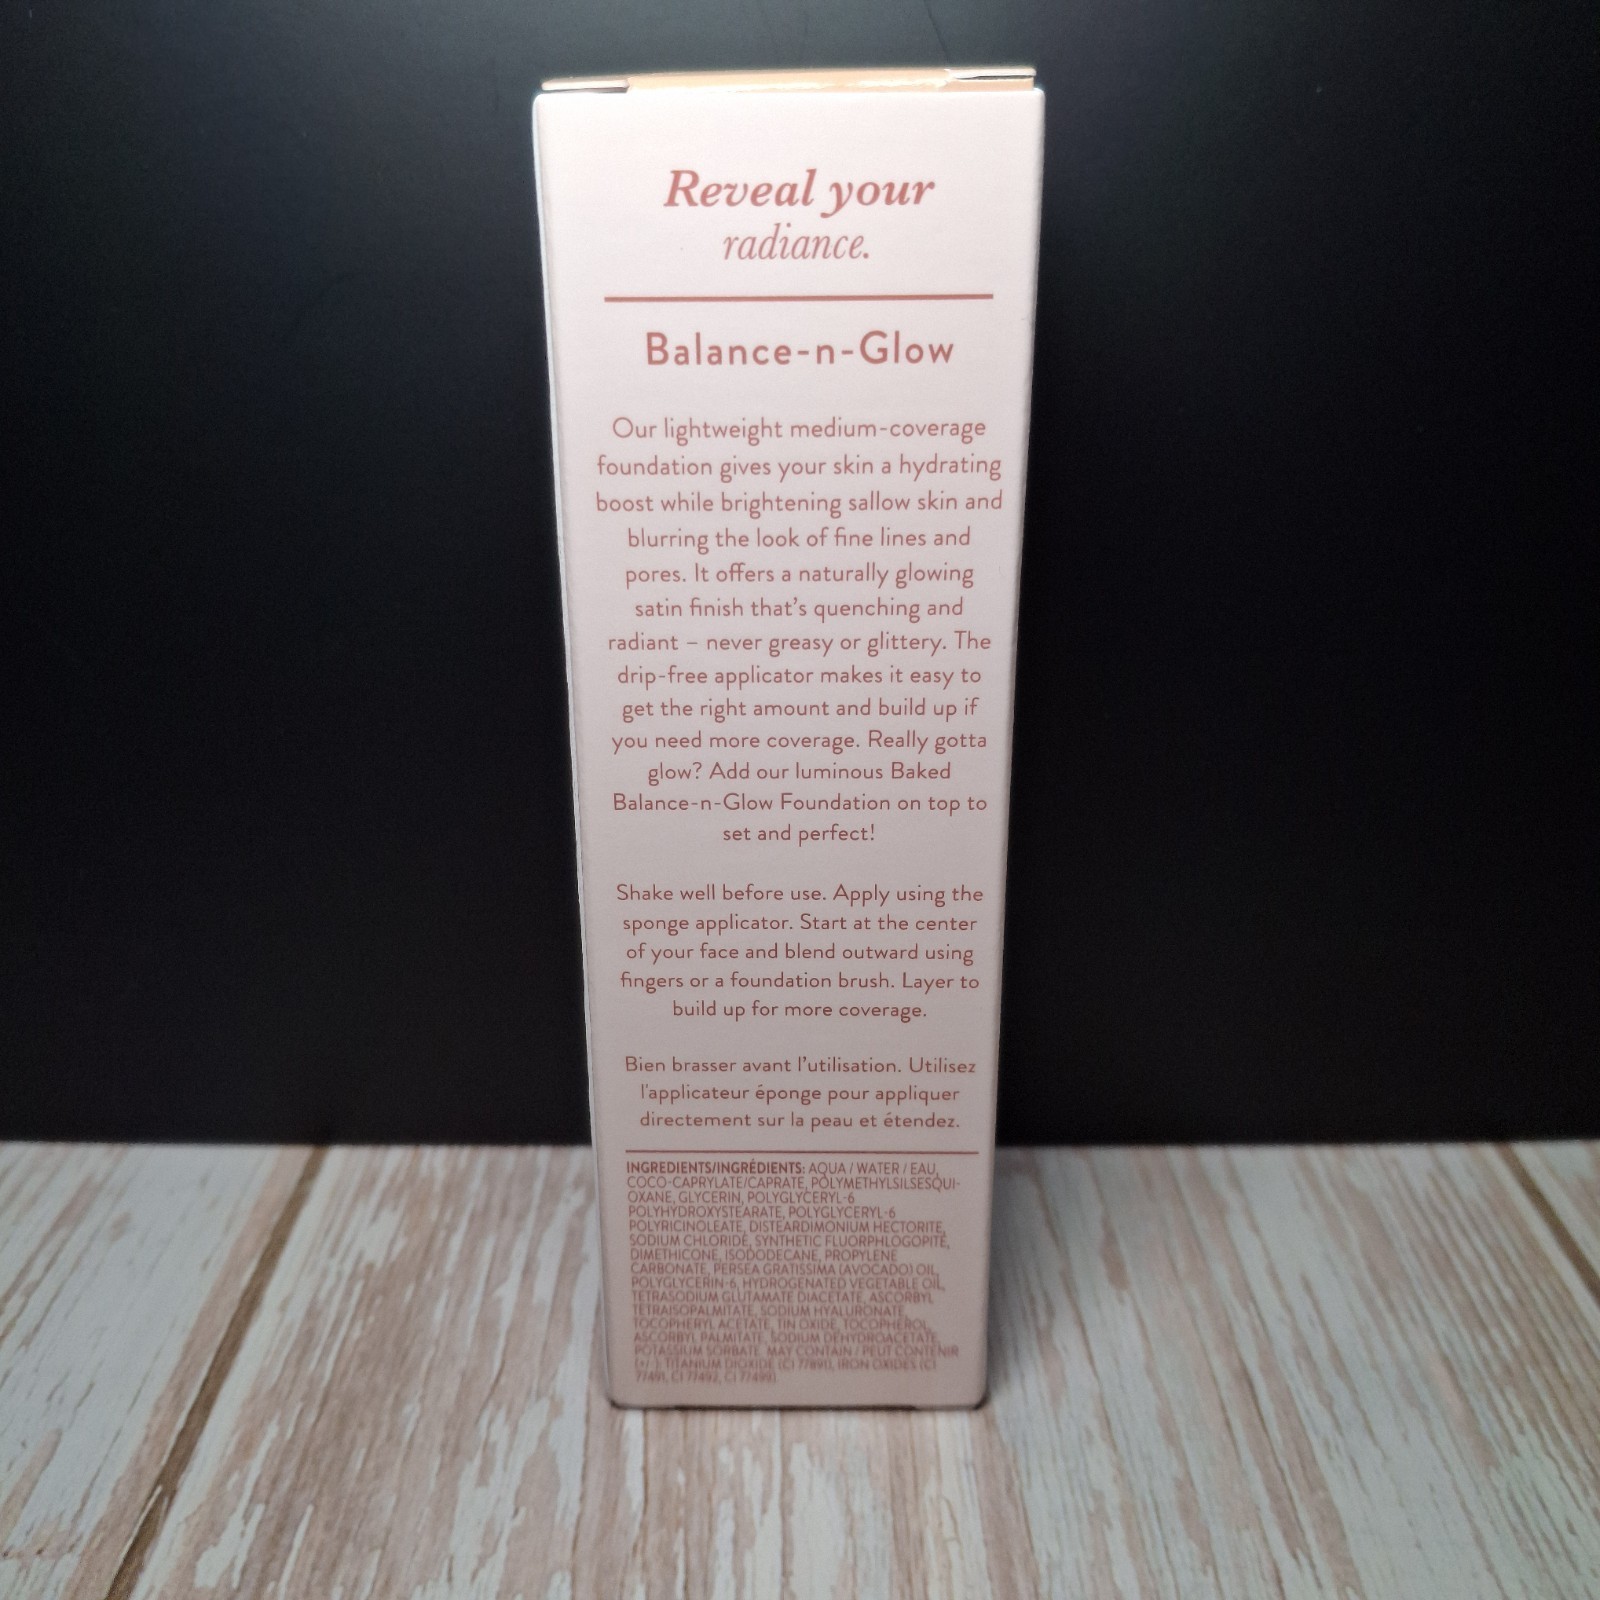 Reveal your
radiance.
Balance-n-Glow
Our lightweight medium-coverage
foundation gives your skin a hydrating
boost while brightening sallow skin and
blurring the look of fine lines and
pores. It offers a naturally glowing
satin finish that's quenching and
radiant – never greasy or glittery. The
drip-free applicator makes it easy to
get the right amount and build up if
you need more coverage. Really gotta
glow? Add our luminous Baked
Balance-n-Glow Foundation on top to
set and perfect!
Shake well before use. Apply using the
sponge applicator. Start at the center
of your face and blend outward using
fingers or a foundation brush. Layer to
build up for more coverage.
Bien brasser avant l'utilisation. Utilisez
l'applicateur éponge pour appliquer
directement sur la peau et étendez.
INGREDIENTS/INGRÉDIENTS: AQUA / WATER / EAU,
COCO-CAPRYLATE/CAPRATE, POLYMETHYLSILSESQUI-
OXANE, GLYCERIN, POLYGLYCERYL-6
POLYHYDROXYSTEARATE, POLYGLYCERYL-6
POLYRICINOLEATE, DISTEARDIMONIUM HECTORITE,
SODIUM CHLORIDE, SYNTHETIC FLUORPHLOGOPITE,
DIMETHICONE, ISODODECANE, PROPYLENE
CARBONATE, PERSEA GRATISSIMA (AVOCADO) OIL,
POLYGLYCERIN-6, HYDROGENATED VEGETABLE OIL,
TETRASODIUM GLUTAMATE DIACETATE, ASCORBYL
TETRAISOPALMITATE, SODIUM HYALURONATE,
TOCOPHERYL ACETATE, TIN OXIDE, TOCOPHEROL,
ASCORBYL PALMITATE, SODIUM DEHYDROACETATE,
POTASSIUM SORBATE. MAY CONTAIN / PEUT CONTENIR
(+/-): TITANIUM DIOXIDE (CI 77891), IRON OXIDES (CI
77491, CI 77492, CI 77499)